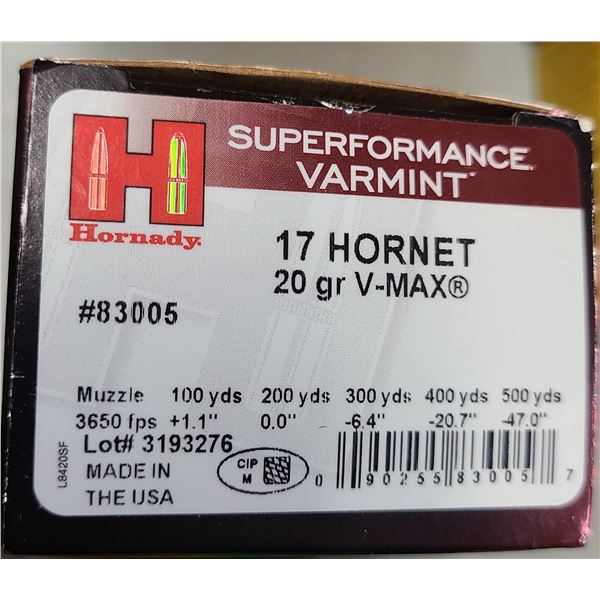 SUPERFORMANCE
VARMINT™
Hornady
17 HORNET
20 gr V-MAX®
#83005
Muzzle 100 yds 200 yds 300 yds 400 yds 500 yds
3650 fps +1.1" 0.0" -6.4" -20.7" -47.0"
Lot# 3193276
MADE IN
THE USA
CIP
M
L8420SF
0 90255 83005 7